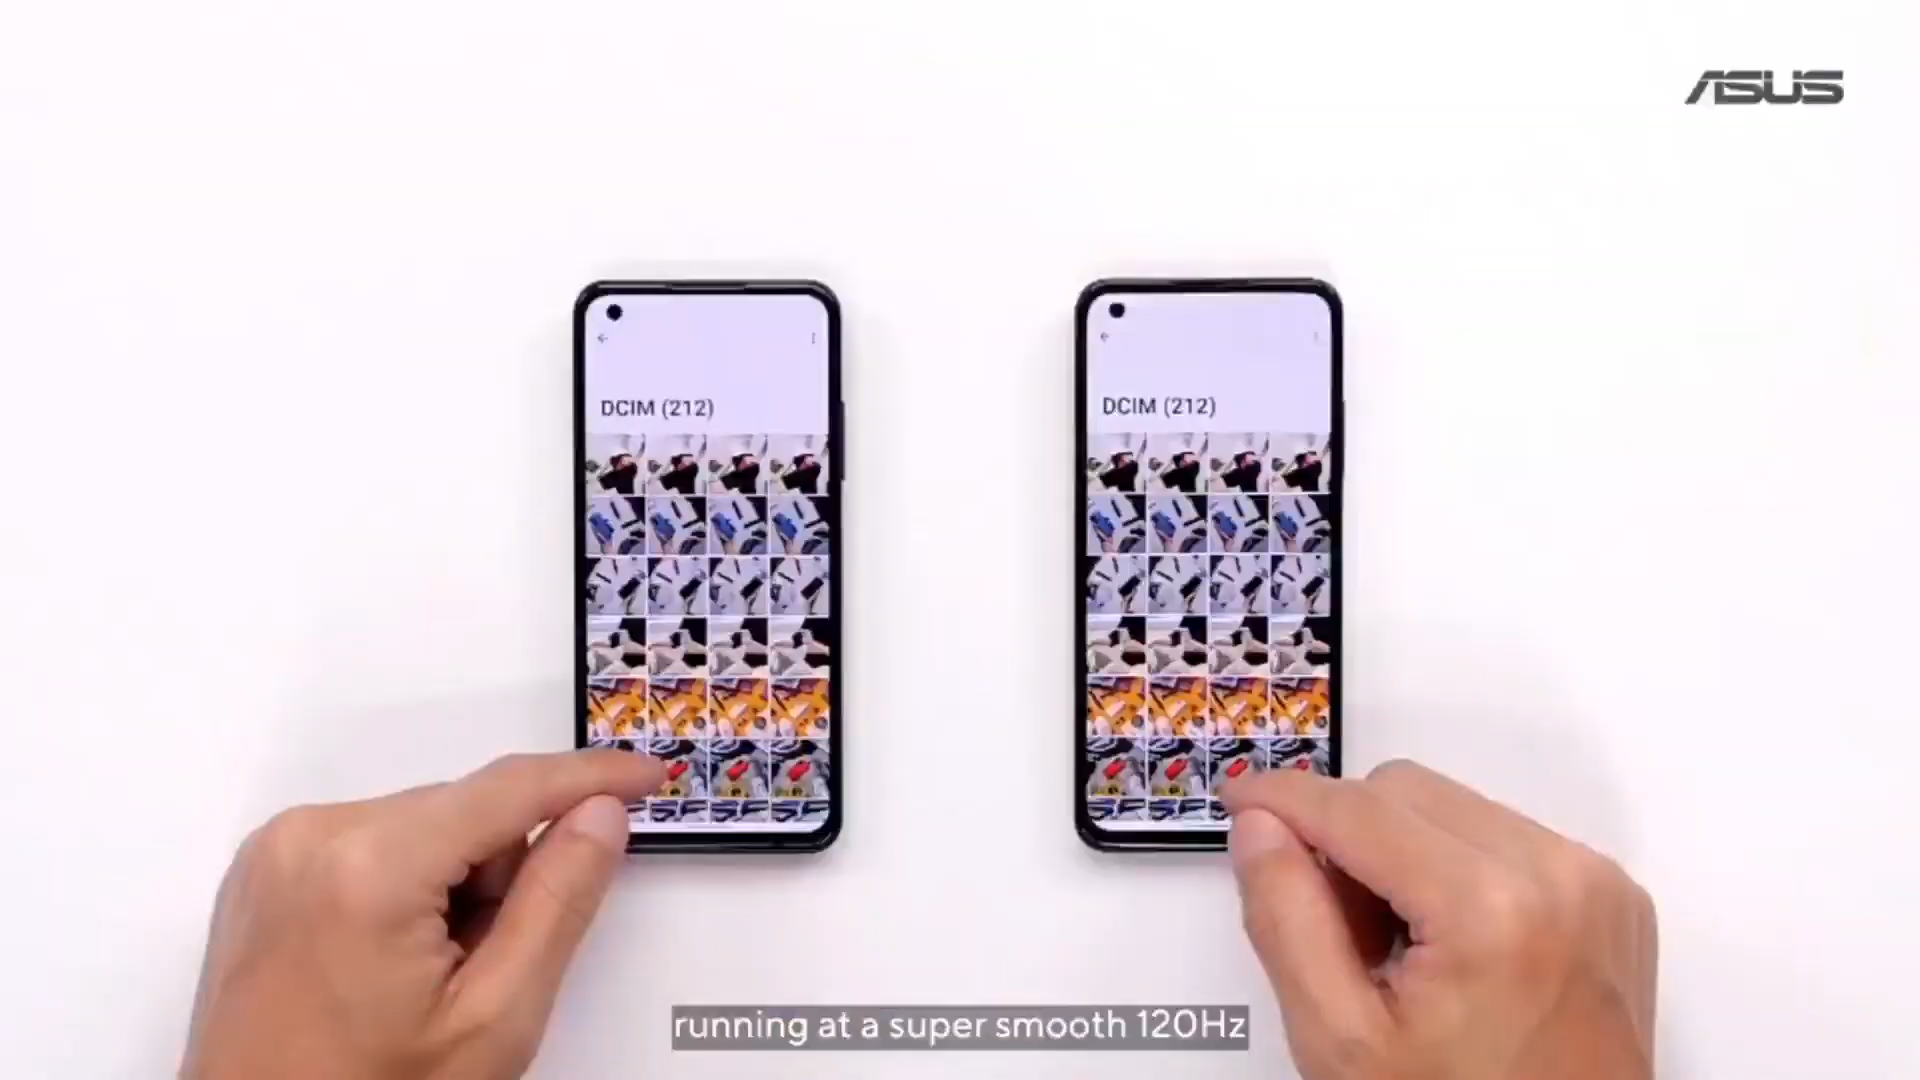 ASUS
DCIM (212)
DCIM (212)
running at a super smooth 120Hz